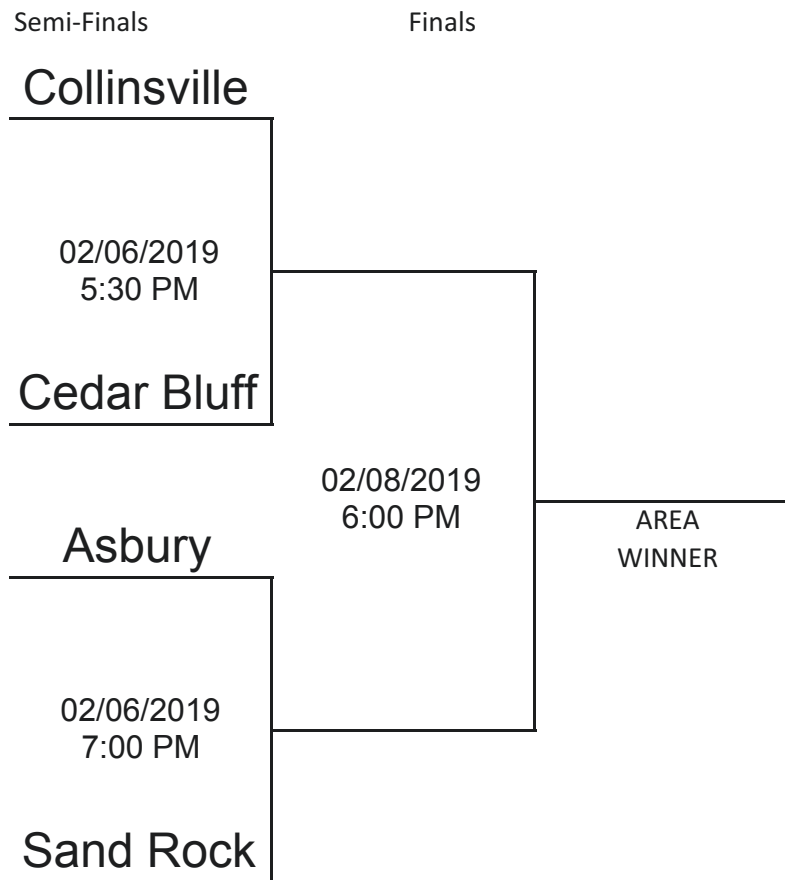 Semi-Finals
Finals
Collinsville
02/06/2019
5:30 PM
Cedar Bluff
02/08/2019
6:00 PM
AREA
WINNER
Asbury
02/06/2019
7:00 PM
Sand Rock